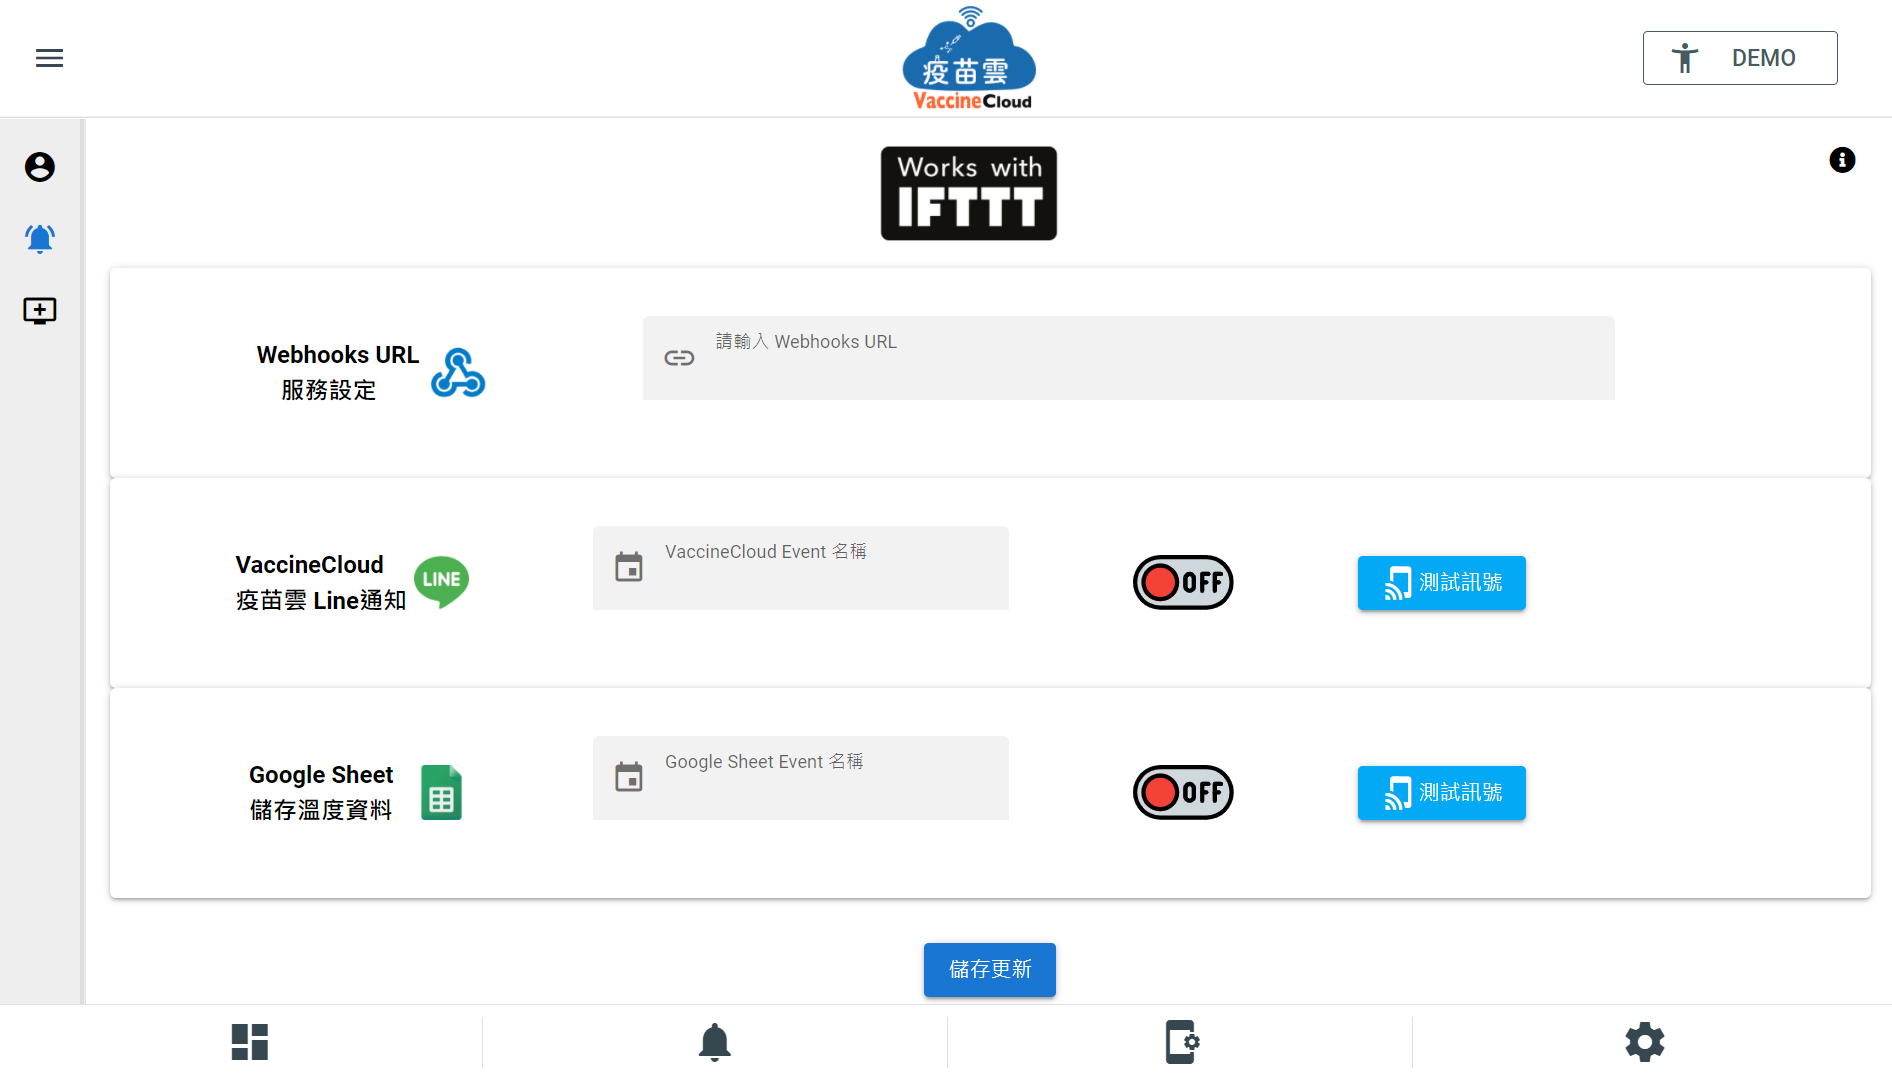 疫苗雲
VaccineCloud
DEMO
Works with
IFTTT
Webhooks URL
服務設定
請輸入 Webhooks URL
VaccineCloud
疫苗雲 Line通知
LINE
VaccineCloud Event 名稱
OFF
測試訊號
Google Sheet
儲存溫度資料
Google Sheet Event 名稱
OFF
測試訊號
儲存更新